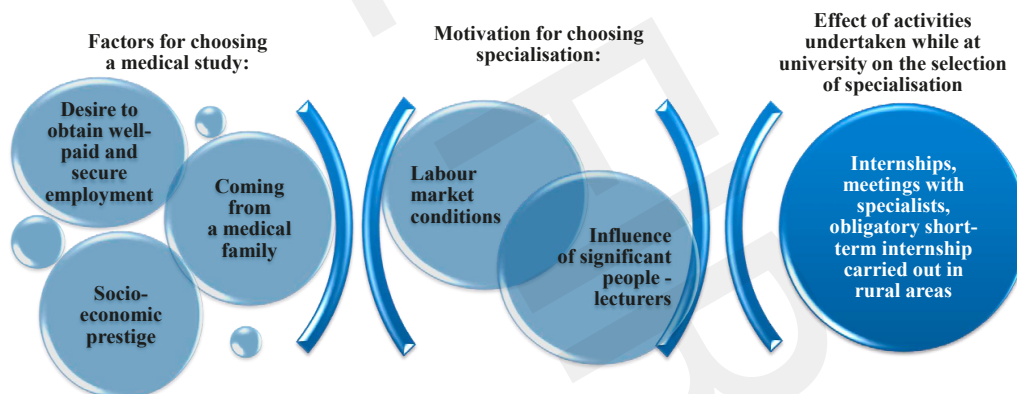 Factors for choosing
a medical study:
Desire to
obtain well-
paid and
secure
employment
Coming
from
a medical
family
Socio-
economic
prestige
Motivation for choosing
specialisation:
Labour
market
conditions
Influence
of significant
people -
lecturers
Effect of activities
undertaken while at
university on the selection
of specialisation
Internships,
meetings with
specialists,
obligatory short-
term internship
carried out in
rural areas